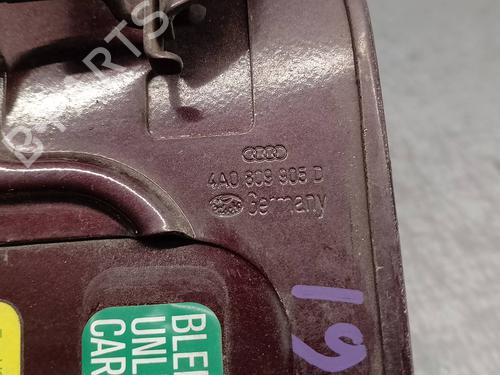 B PARTS
4A0 809 905 D
Germany
19
BLEI
UNL
CAR